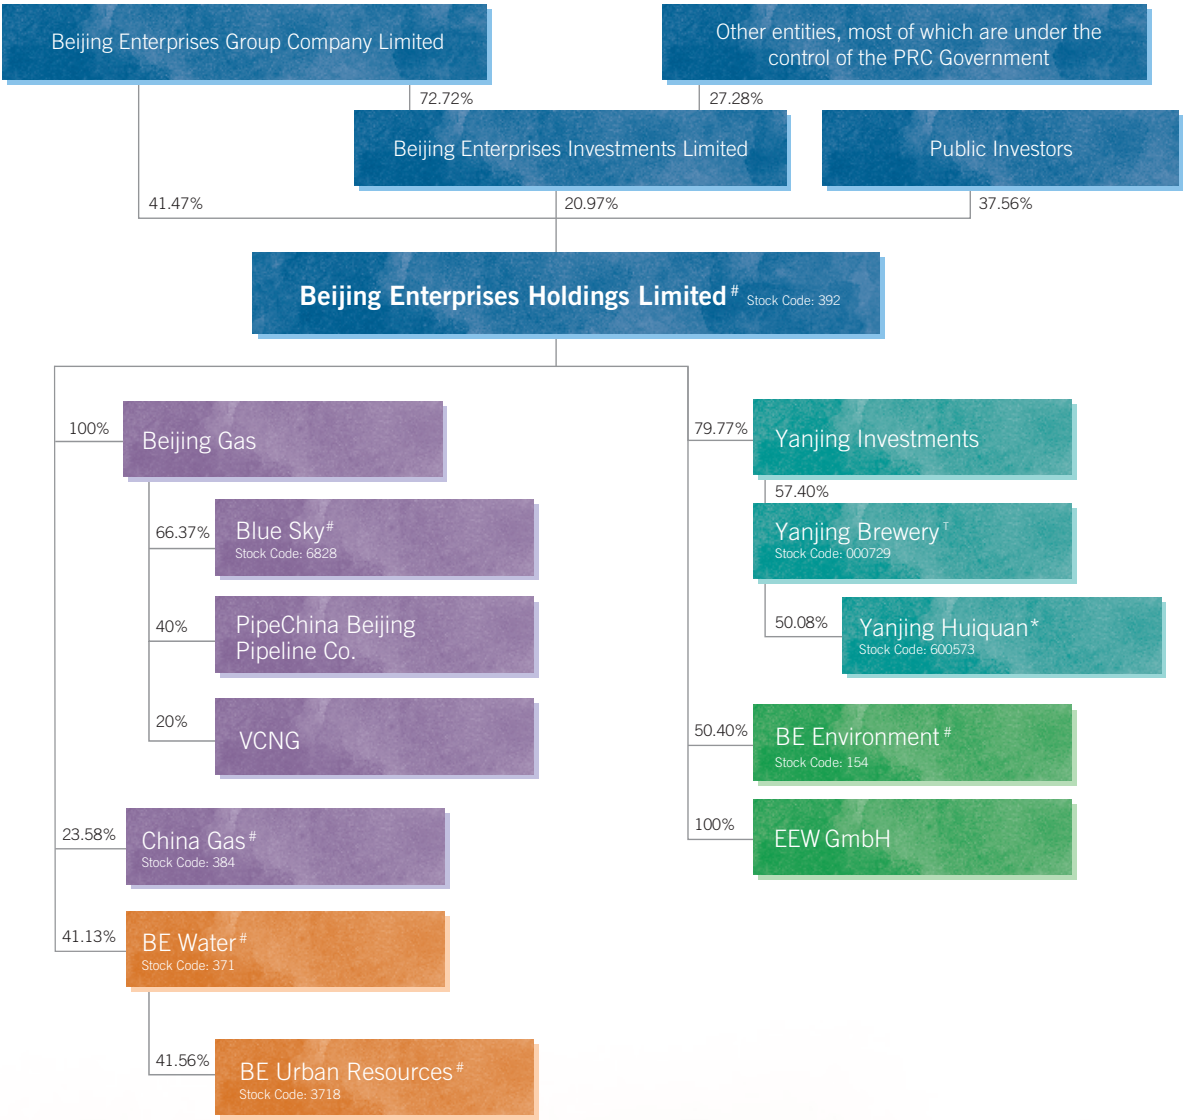 Beijing Enterprises Group Company Limited
Other entities, most of which are under the
control of the PRC Government
72.72%
27.28%
Beijing Enterprises Investments Limited
Public Investors
41.47%
20.97%
37.56%
Beijing Enterprises Holdings Limited# Stock Code: 392
100%
Beijing Gas
66.37%
Blue Sky#
Stock Code: 6828
40%
PipeChina Beijing
Pipeline Co.
20%
VCNG
23.58%
China Gas#
Stock Code: 384
41.13%
BE Water#
Stock Code: 371
41.56%
BE Urban Resources#
Stock Code: 3718
79.77%
Yanjing Investments
57.40%
Yanjing BreweryT
Stock Code: 000729
50.08%
Yanjing Huiquan*
Stock Code: 600573
50.40%
BE Environment#
Stock Code: 154
100%
EEW GmbH